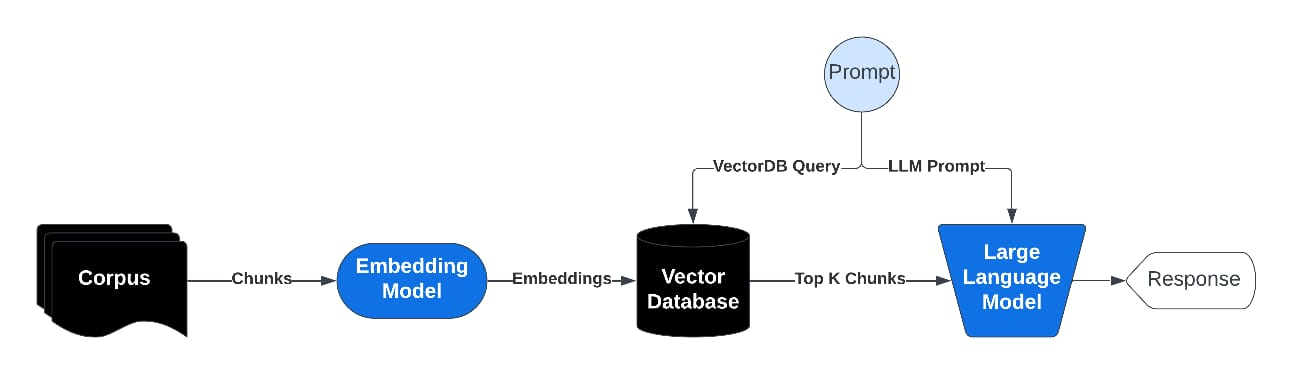 Prompt
VectorDB Query
LLM Prompt
Corpus
Chunks
Embedding
Model
Embeddings
Vector
Database
Top K Chunks
Large
Language
Model
Response